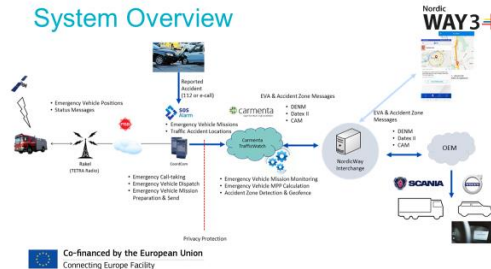 System Overview
Nordic
WAY 3
Reported
Accident
(112 or e-call)
EVA & Accident Zone Messages
• DENM
• Datex II
• CAM
• Emergency Vehicle Positions
• Status Messages
SOS
Alarm
carmenta
• Emergency Vehicle Missions
• Traffic Accident Locations
EVA & Accident Zone
Messages
• DENM
• Datex II
• CAM
Rakel
(TETRA Radio)
Carmenta
TrafficWatch
NordicWay
Interchange
OEM
• Emergency Call-taking
• Emergency Vehicle Dispatch
• Emergency Vehicle Mission
Preparation & Send
• Emergency Vehicle Mission Monitoring
• Emergency Vehicle MPP Calculation
• Accident Zone Detection & Geofence
SCANIA
Privacy Protection
Co-financed by the European Union
Connecting Europe Facility